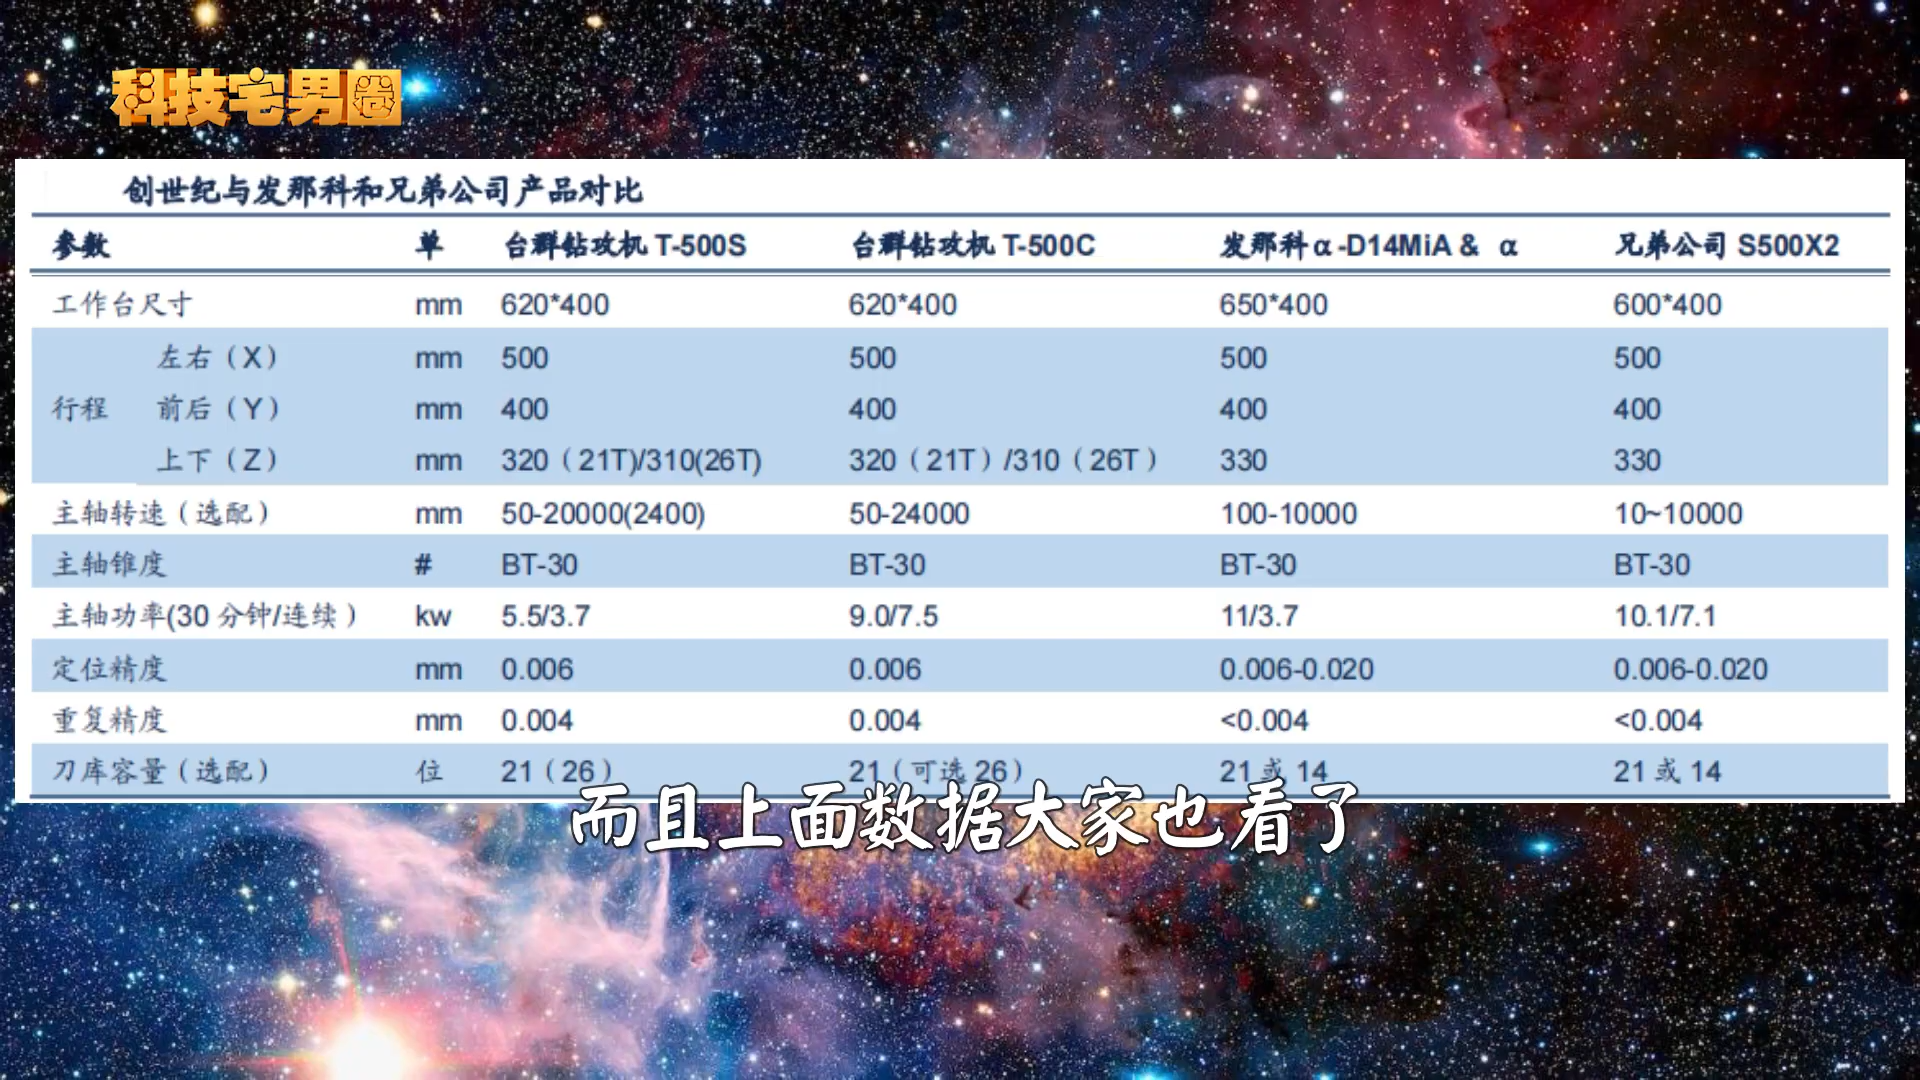 科技宅男圈
创世纪与发那科和兄弟公司产品对比
参数 单 台群钻攻机 T-500S 台群钻攻机 T-500C 发那科α-D14MiA & α 兄弟公司 S500X2
工作台尺寸 mm 620*400 620*400 650*400 600*400
左右（X） mm 500 500 500 500
行程 前后（Y） mm 400 400 400 400
上下（Z） mm 320（21T)/310(26T) 320（21T）/310（26T） 330 330
主轴转速（选配） mm 50-20000(2400) 50-24000 100-10000 10~10000
主轴锥度 # BT-30 BT-30 BT-30 BT-30
主轴功率(30 分钟/连续） kw 5.5/3.7 9.0/7.5 11/3.7 10.1/7.1
定位精度 mm 0.006 0.006 0.006-0.020 0.006-0.020
重复精度 mm 0.004 0.004 <0.004 <0.004
刀库容量（选配） 位 21（26） 21（可选 26） 21 或 14 21 或 14
而且上面数据大家也看了